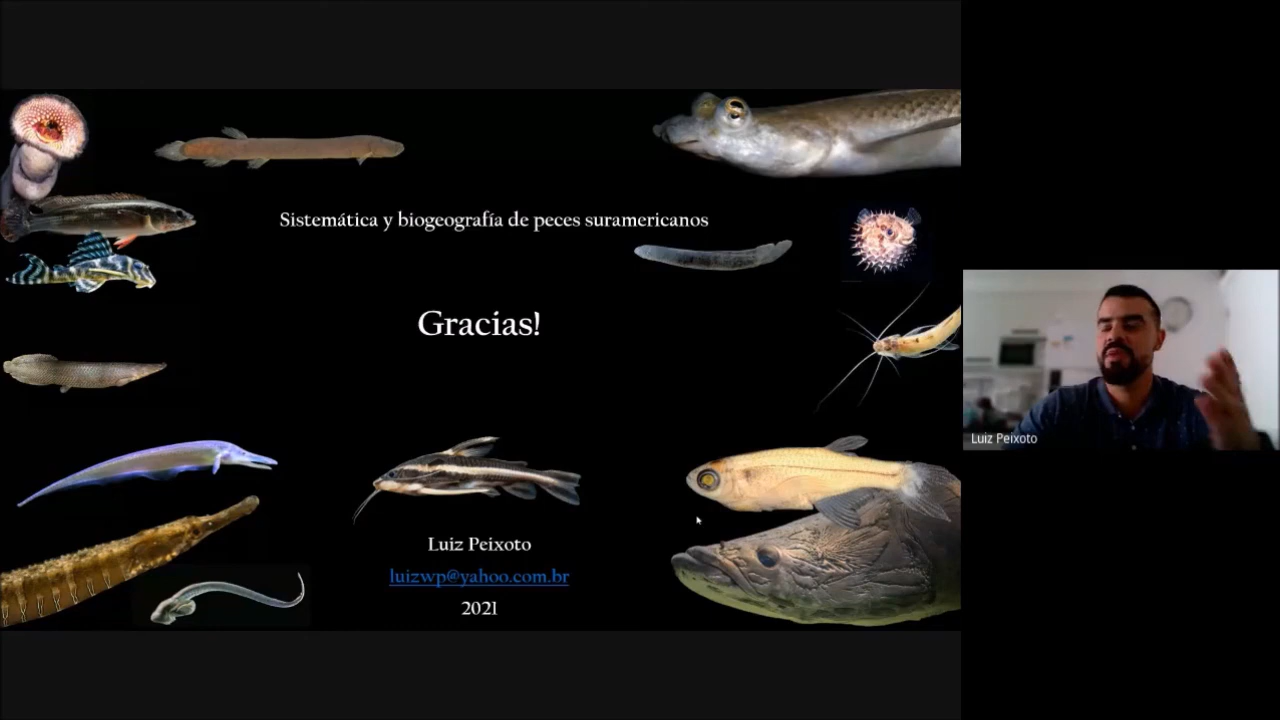 Sistemática y biogeografía de peces suramericanos
Gracias!
Luiz Peixoto
luizwp@yahoo.com.br
2021
Luiz Peixoto